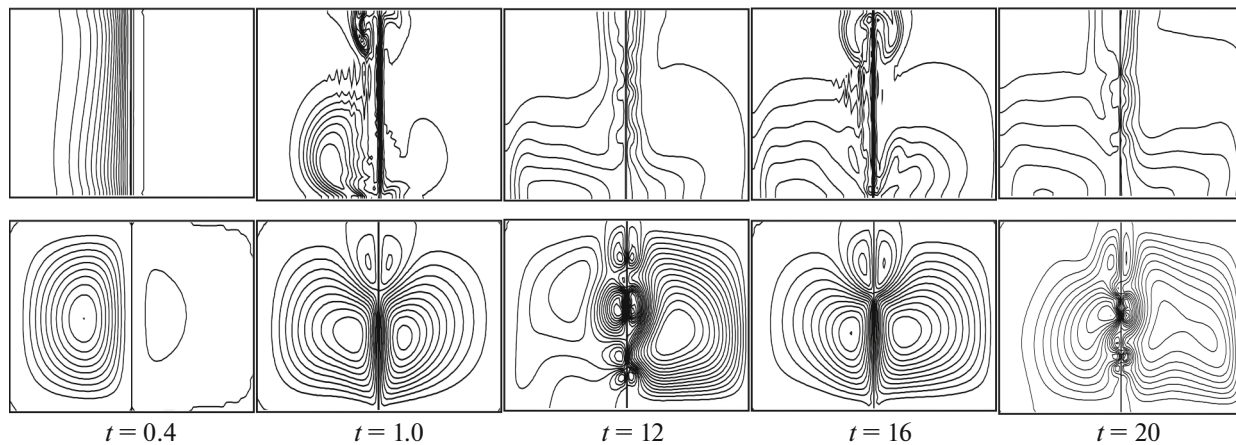 t = 0.4 t = 1.0 t = 12 t = 16 t = 20